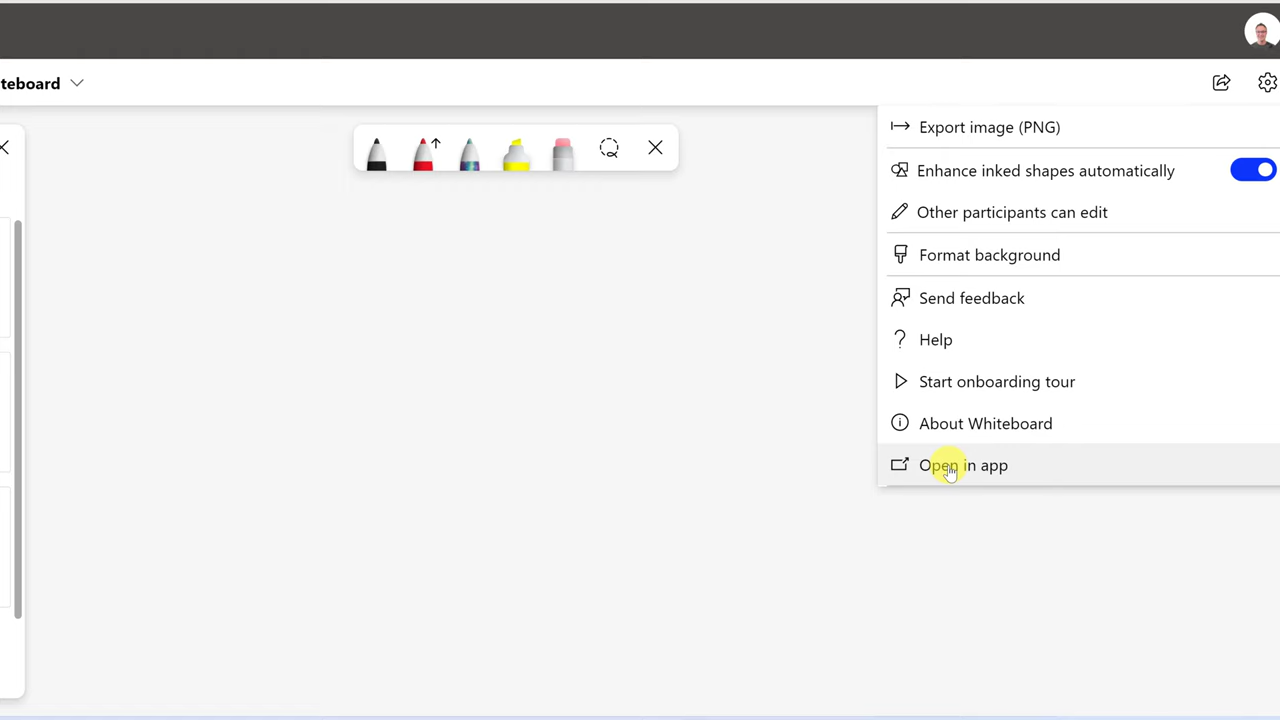 teboard
Export image (PNG)
Enhance inked shapes automatically
Other participants can edit
Format background
Send feedback
Help
Start onboarding tour
About Whiteboard
Open in app